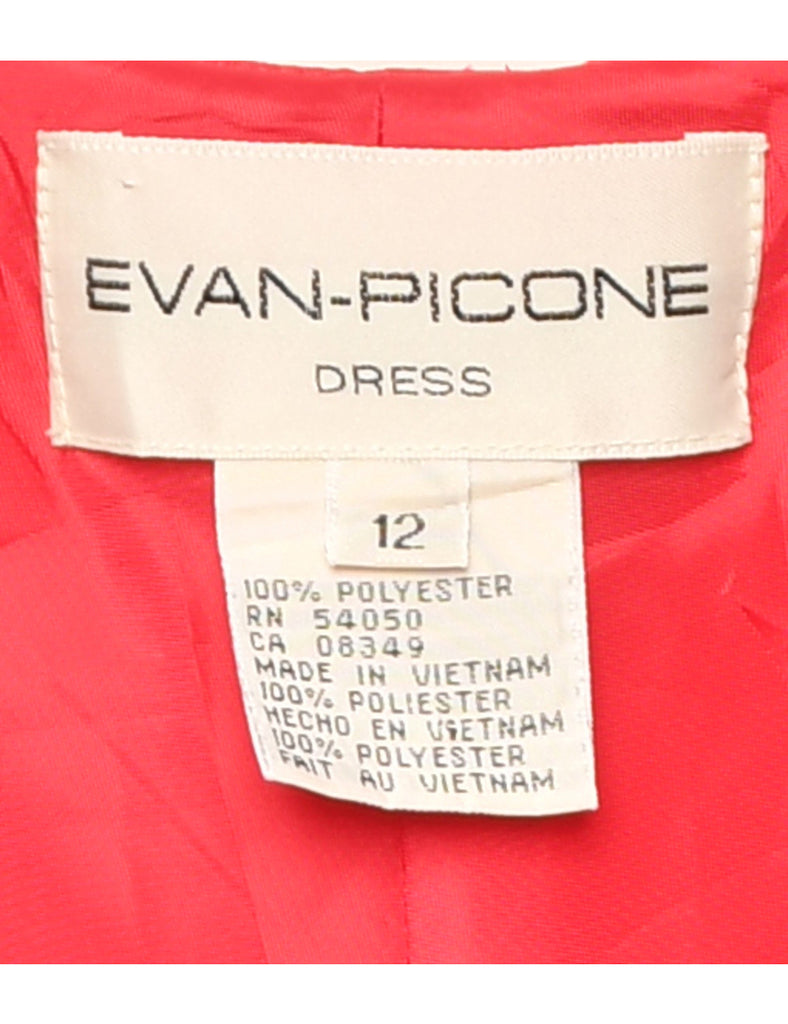 EVAN-PICONE
DRESS
12
100% POLYESTER
RN 54050
CA 08349
MADE IN VIETNAM
100% POLIESTER
HECHO EN VIETNAM
100% POLYESTER
FAIT AU VIETNAM